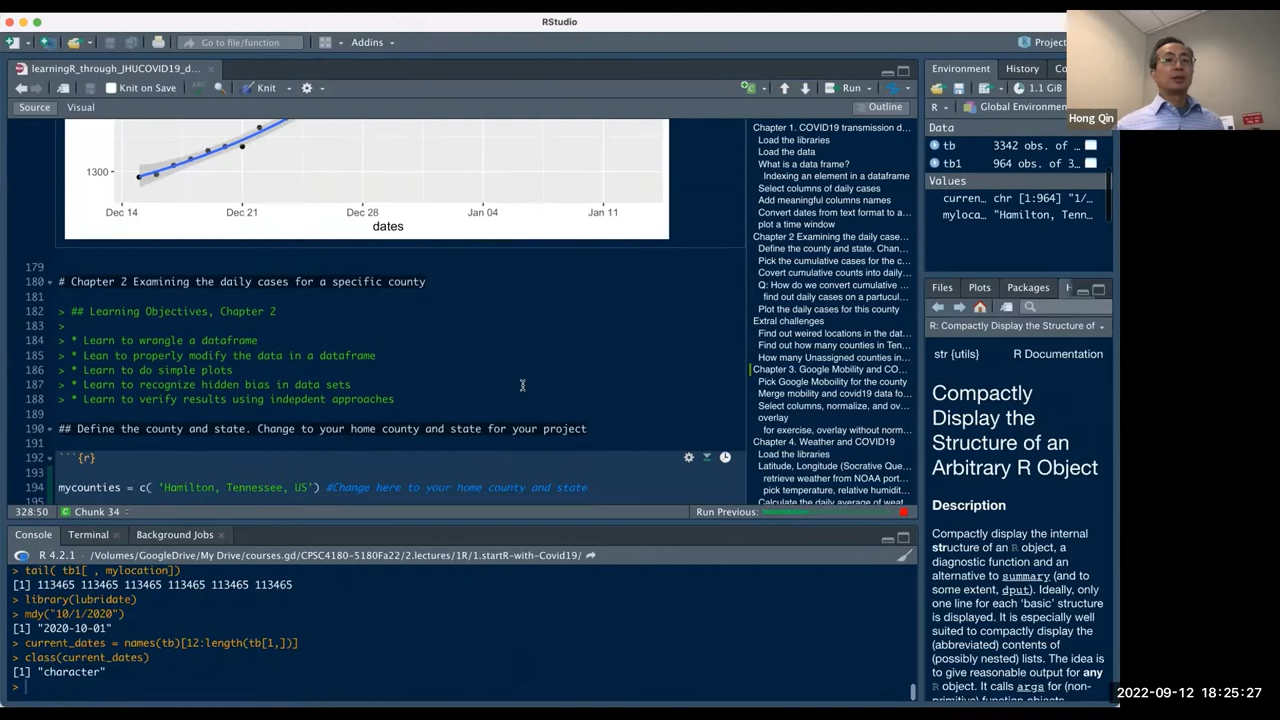 RStudio
Go to file/function
Addins
Project
learningR_through_JHUCOVID19_d...
Knit on Save
Knit
Run
Source
Visual
Outline
1300
Dec 14
Dec 21
Dec 28
Jan 04
Jan 11
dates
179
180 # Chapter 2 Examining the daily cases for a specific county
181
182 > ## Learning Objectives, Chapter 2
183 >
184 > * Learn to wrangle a dataframe
185 > * Lean to properly modify the data in a dataframe
186 > * Learn to do simple plots
187 > * Learn to recognize hidden bias in data sets
188 > * Learn to verify results using indepdent approaches
189
190 ## Define the county and state. Change to your home county and state for your project
191
192 ```{r}
193
194 mycounties = c( 'Hamilton, Tennessee, US') #Change here to your home county and state
195
328:50
Chunk 34
Run Previous:
Chapter 1. COVID19 transmission d...
Load the libraries
Load the data
What is a data frame?
Indexing an element in a dataframe
Select columns of daily cases
Add meaningful columns names
Convert dates from text format to a...
plot a time window
Chapter 2 Examining the daily case...
Define the county and state. Chan...
Pick the cumulative cases for the c...
Covert cumulative counts into daily...
Q: How do we convert cumulative ...
find out daily cases on a particul...
Plot the daily cases for this county
Extral challenges
Find out weired locations in the dat...
Find out how many counties in Ten...
How many Unassigned counties in...
Chapter 3. Google Mobility and CO...
Pick Google Moboility for the county
Merge mobility and covid19 data fo...
Select columns, normalize, and ov...
overlay
for exercise, overlay without norm...
Chapter 4. Weather and COVID19
Load the libraries
Latitude, Longitude (Socrative Que...
retrieve weather from NOAA port...
pick temperature, relative humidit...
Calculate the daily average of weat...
Console
Terminal
Background Jobs
R 4.2.1 · /Volumes/GoogleDrive/My Drive/courses.gd/CPSC4180-5180Fa22/2.lectures/1R/1.startR-with-Covid19/
> tail( tb1[ , mylocation])
[1] 113465 113465 113465 113465 113465 113465
> library(lubridate)
> mdy("10/1/2020")
[1] "2020-10-01"
> current_dates = names(tb)[12:length(tb[1,])]
> class(current_dates)
[1] "character"
>
Environment
History
Co
1.1 GiB
R
Global Environme
Data
tb 3342 obs. of ...
tb1 964 obs. of 3...
Values
curren... chr [1:964] "1/...
myloca... "Hamilton, Tenn...
Files
Plots
Packages
H
R: Compactly Display the Structure of
str {utils}
R Documentation
Compactly
Display the
Structure of an
Arbitrary R Object
Description
Compactly display the internal
structure of an R object, a
diagnostic function and an
alternative to summary (and to
some extent, dput). Ideally, only
one line for each 'basic' structure
is displayed. It is especially well
suited to compactly display the
(abbreviated) contents of
(possibly nested) lists. The idea is
to give reasonable output for any
R object. It calls args for (non-
primitive) function objects.
Hong Qin
2022-09-12 18:25:27